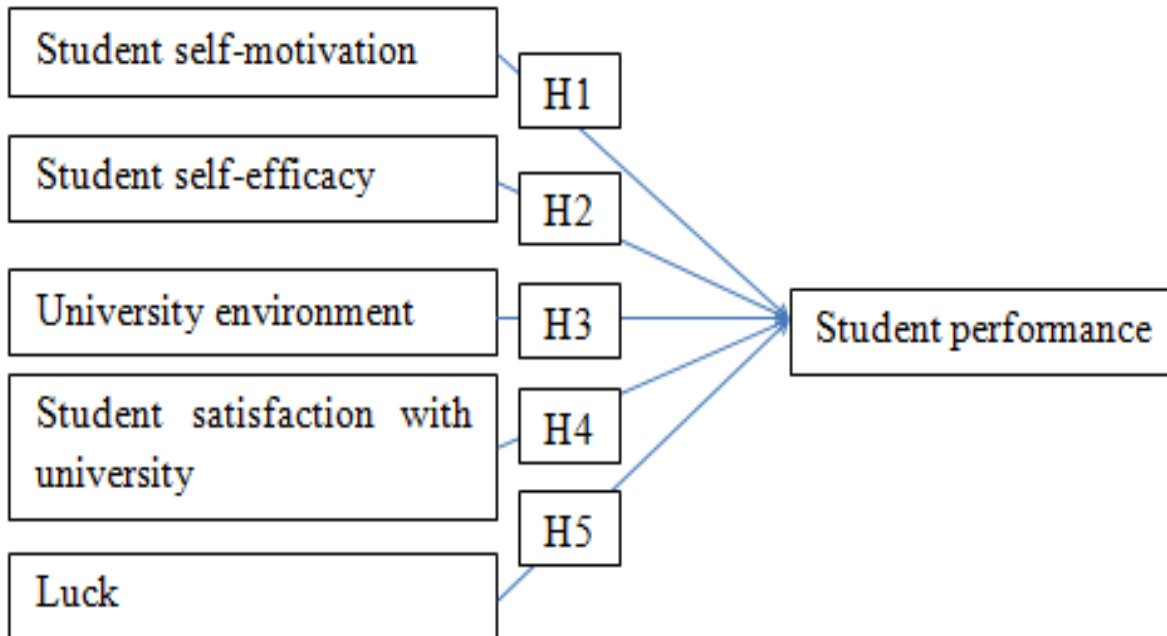 Student self-motivation
H1
Student self-efficacy
H2
University environment
H3
Student performance
Student satisfaction with
university
H4
H5
Luck